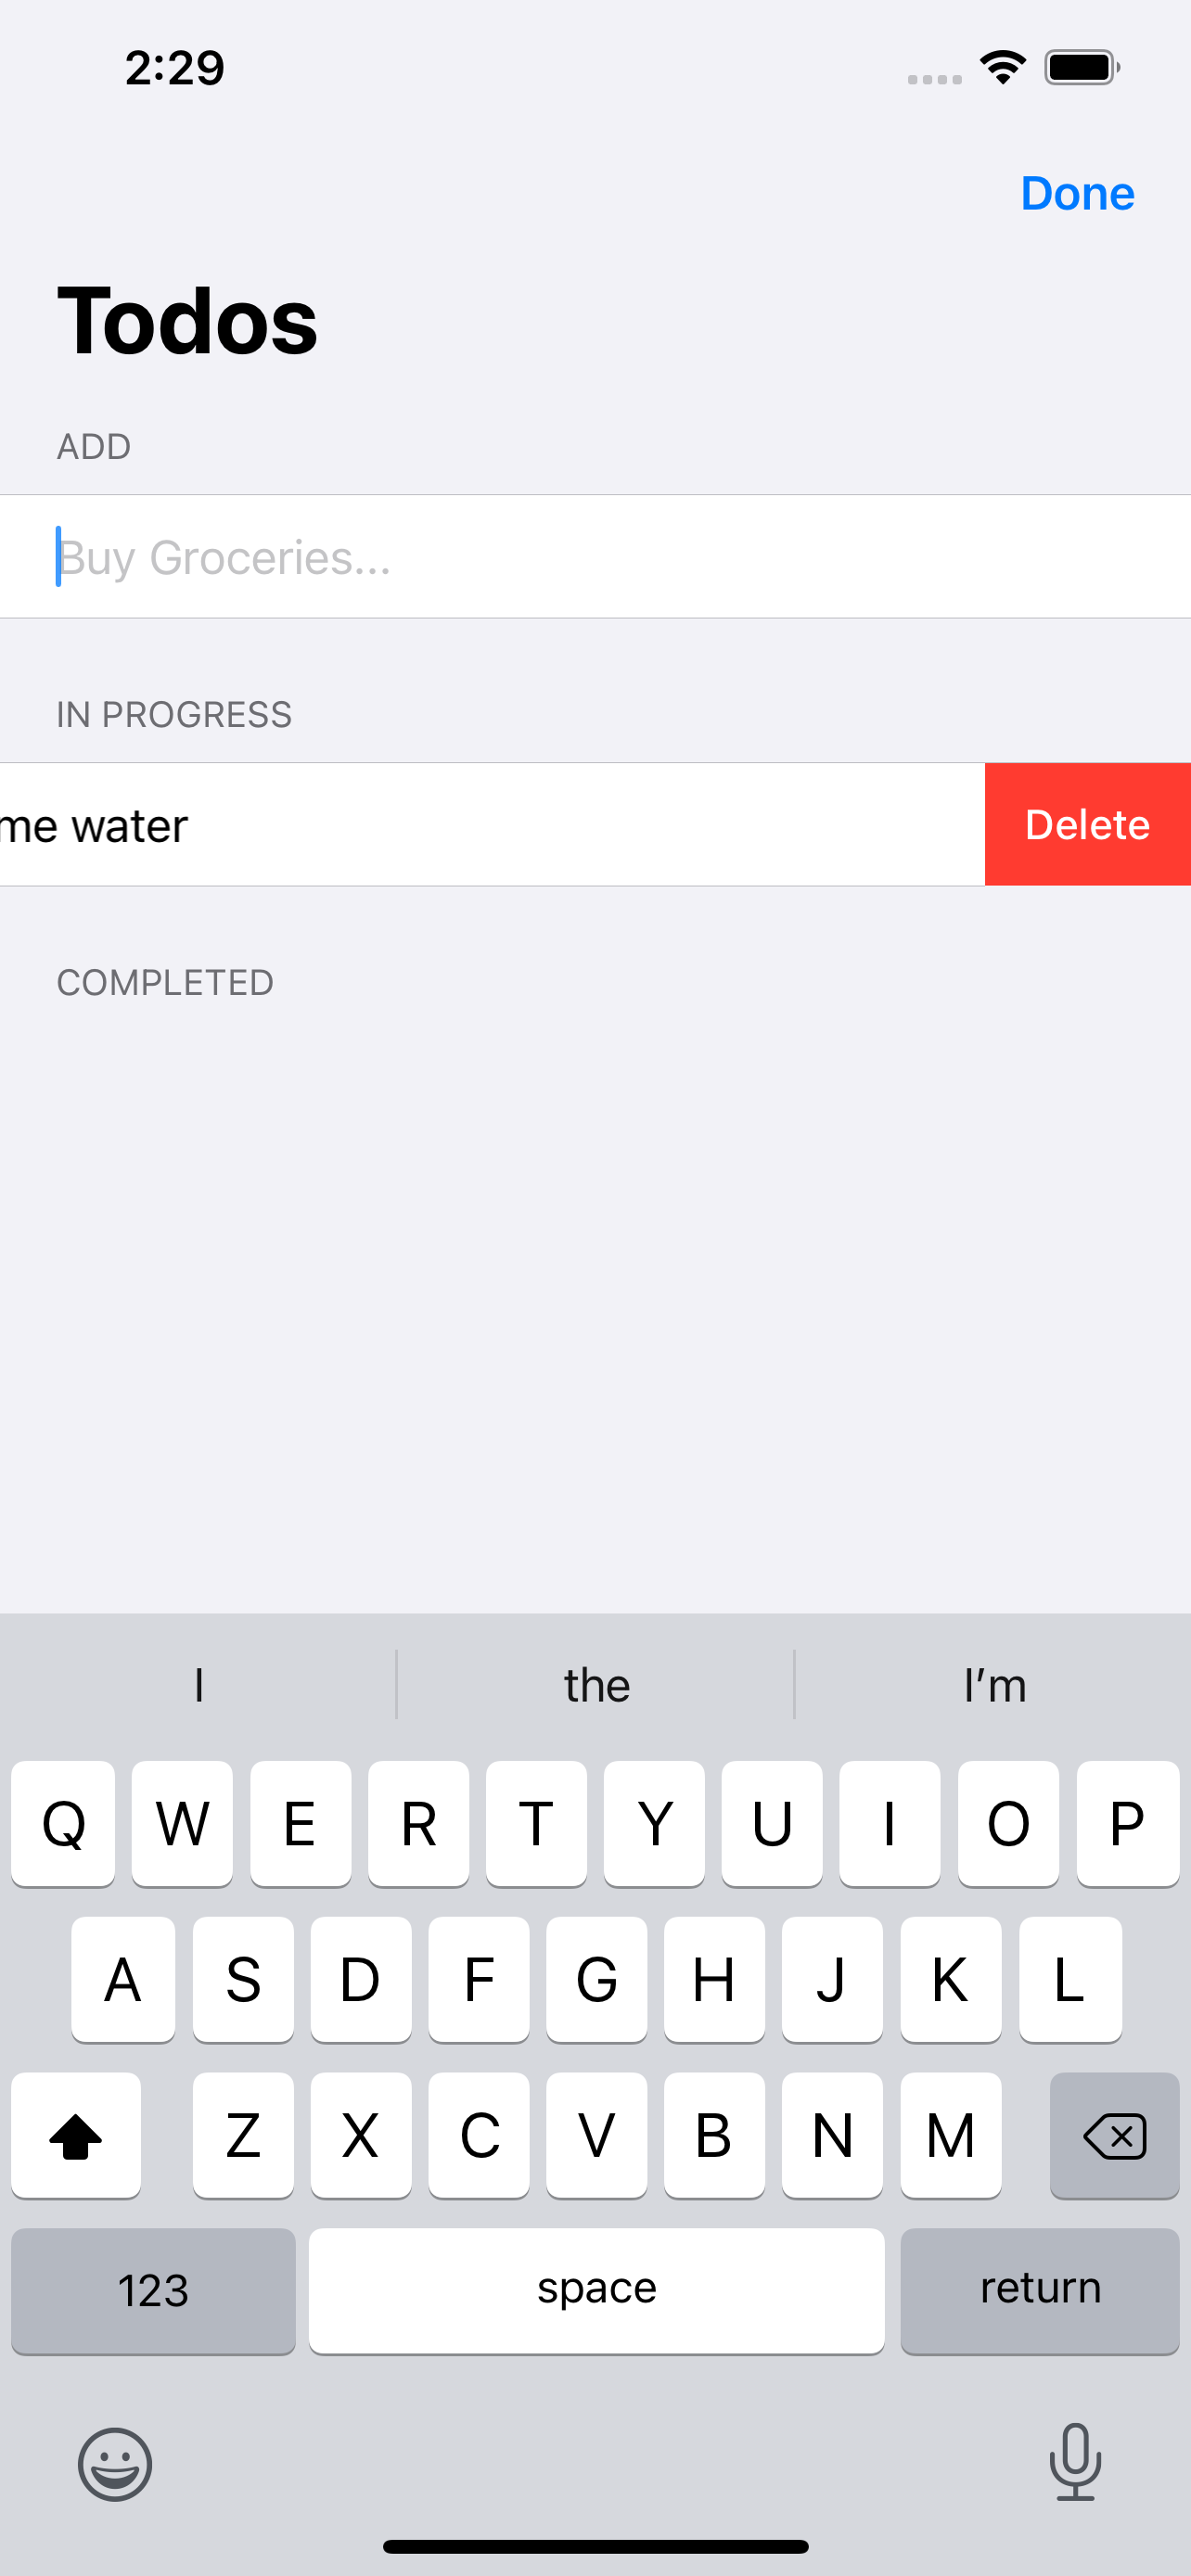 2:29
Done
Todos
ADD
Buy Groceries...
IN PROGRESS
me water
Delete
COMPLETED
I the I'm
Q W E R T Y U I O P
A S D F G H J K L
Z X C V B N M
123 space return